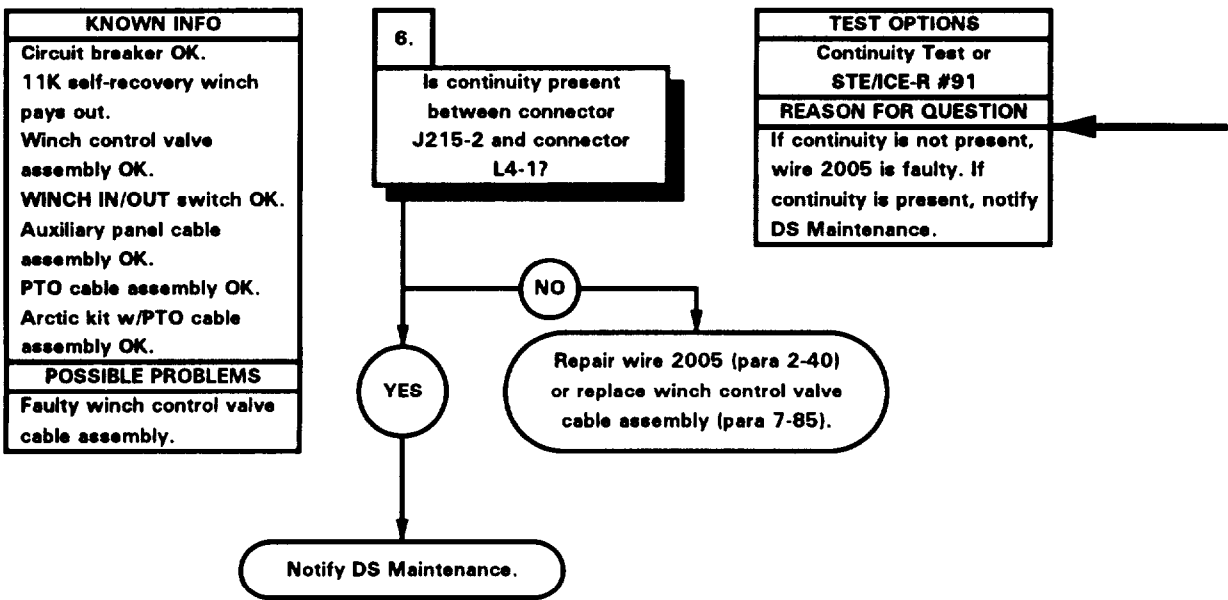 KNOWN INFO
Circuit breaker OK.
11K self-recovery winch
pays out.
Winch control valve
assembly OK.
WINCH IN/OUT switch OK.
Auxiliary panel cable
assembly OK.
PTO cable assembly OK.
Arctic kit w/PTO cable
assembly OK.
POSSIBLE PROBLEMS
Faulty winch control valve
cable assembly.
6.
Is continuity present
between connector
J215-2 and connector
L4-1?
TEST OPTIONS
Continuity Test or
STE/ICE-R #91
REASON FOR QUESTION
If continuity is not present,
wire 2005 is faulty. If
continuity is present, notify
DS Maintenance.
NO
YES
Repair wire 2005 (para 2-40)
or replace winch control valve
cable assembly (para 7-85).
Notify DS Maintenance.